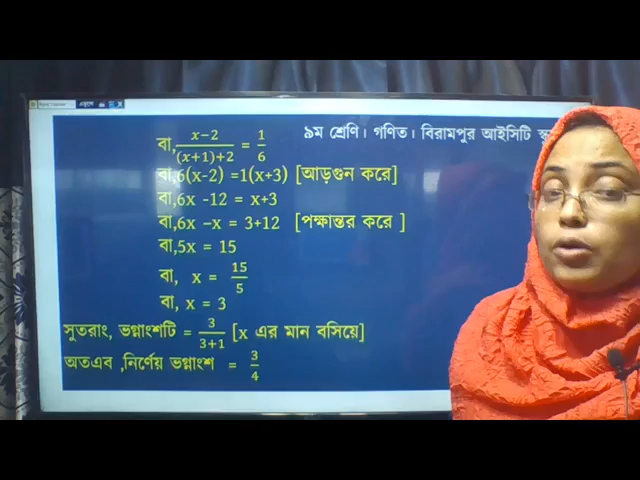 ৯ম শ্রেণি। গণিত। বিরামপুর আইসিটি
বা, (x−2)/((x+1)+2) = 1/6
বা,6(x-2) =1(x+3) [আড়গুন করে]
বা,6x -12 = x+3
বা,6x –x = 3+12 [পক্ষান্তর করে ]
বা,5x = 15
বা, x = 15/5
বা, x = 3
সুতরাং, ভগ্নাংশটি = 3/(3+1) [x এর মান বসিয়ে]
অতএব ,নির্ণেয় ভগ্নাংশ = 3/4